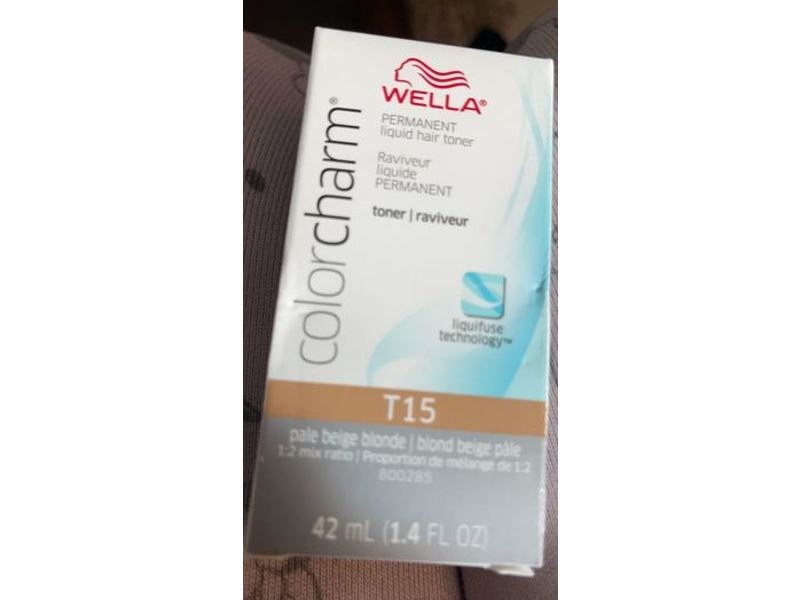 WELLA®
PERMANENT
liquid hair toner
Raviveur
liquide
PERMANENT
toner | raviveur
colorcharm®
liquifuse
technology™
T15
pale beige blonde | blond beige pâle
1:2 mix ratio | Proportion de mélange de 1:2
800285
42 mL (1.4 FL OZ)